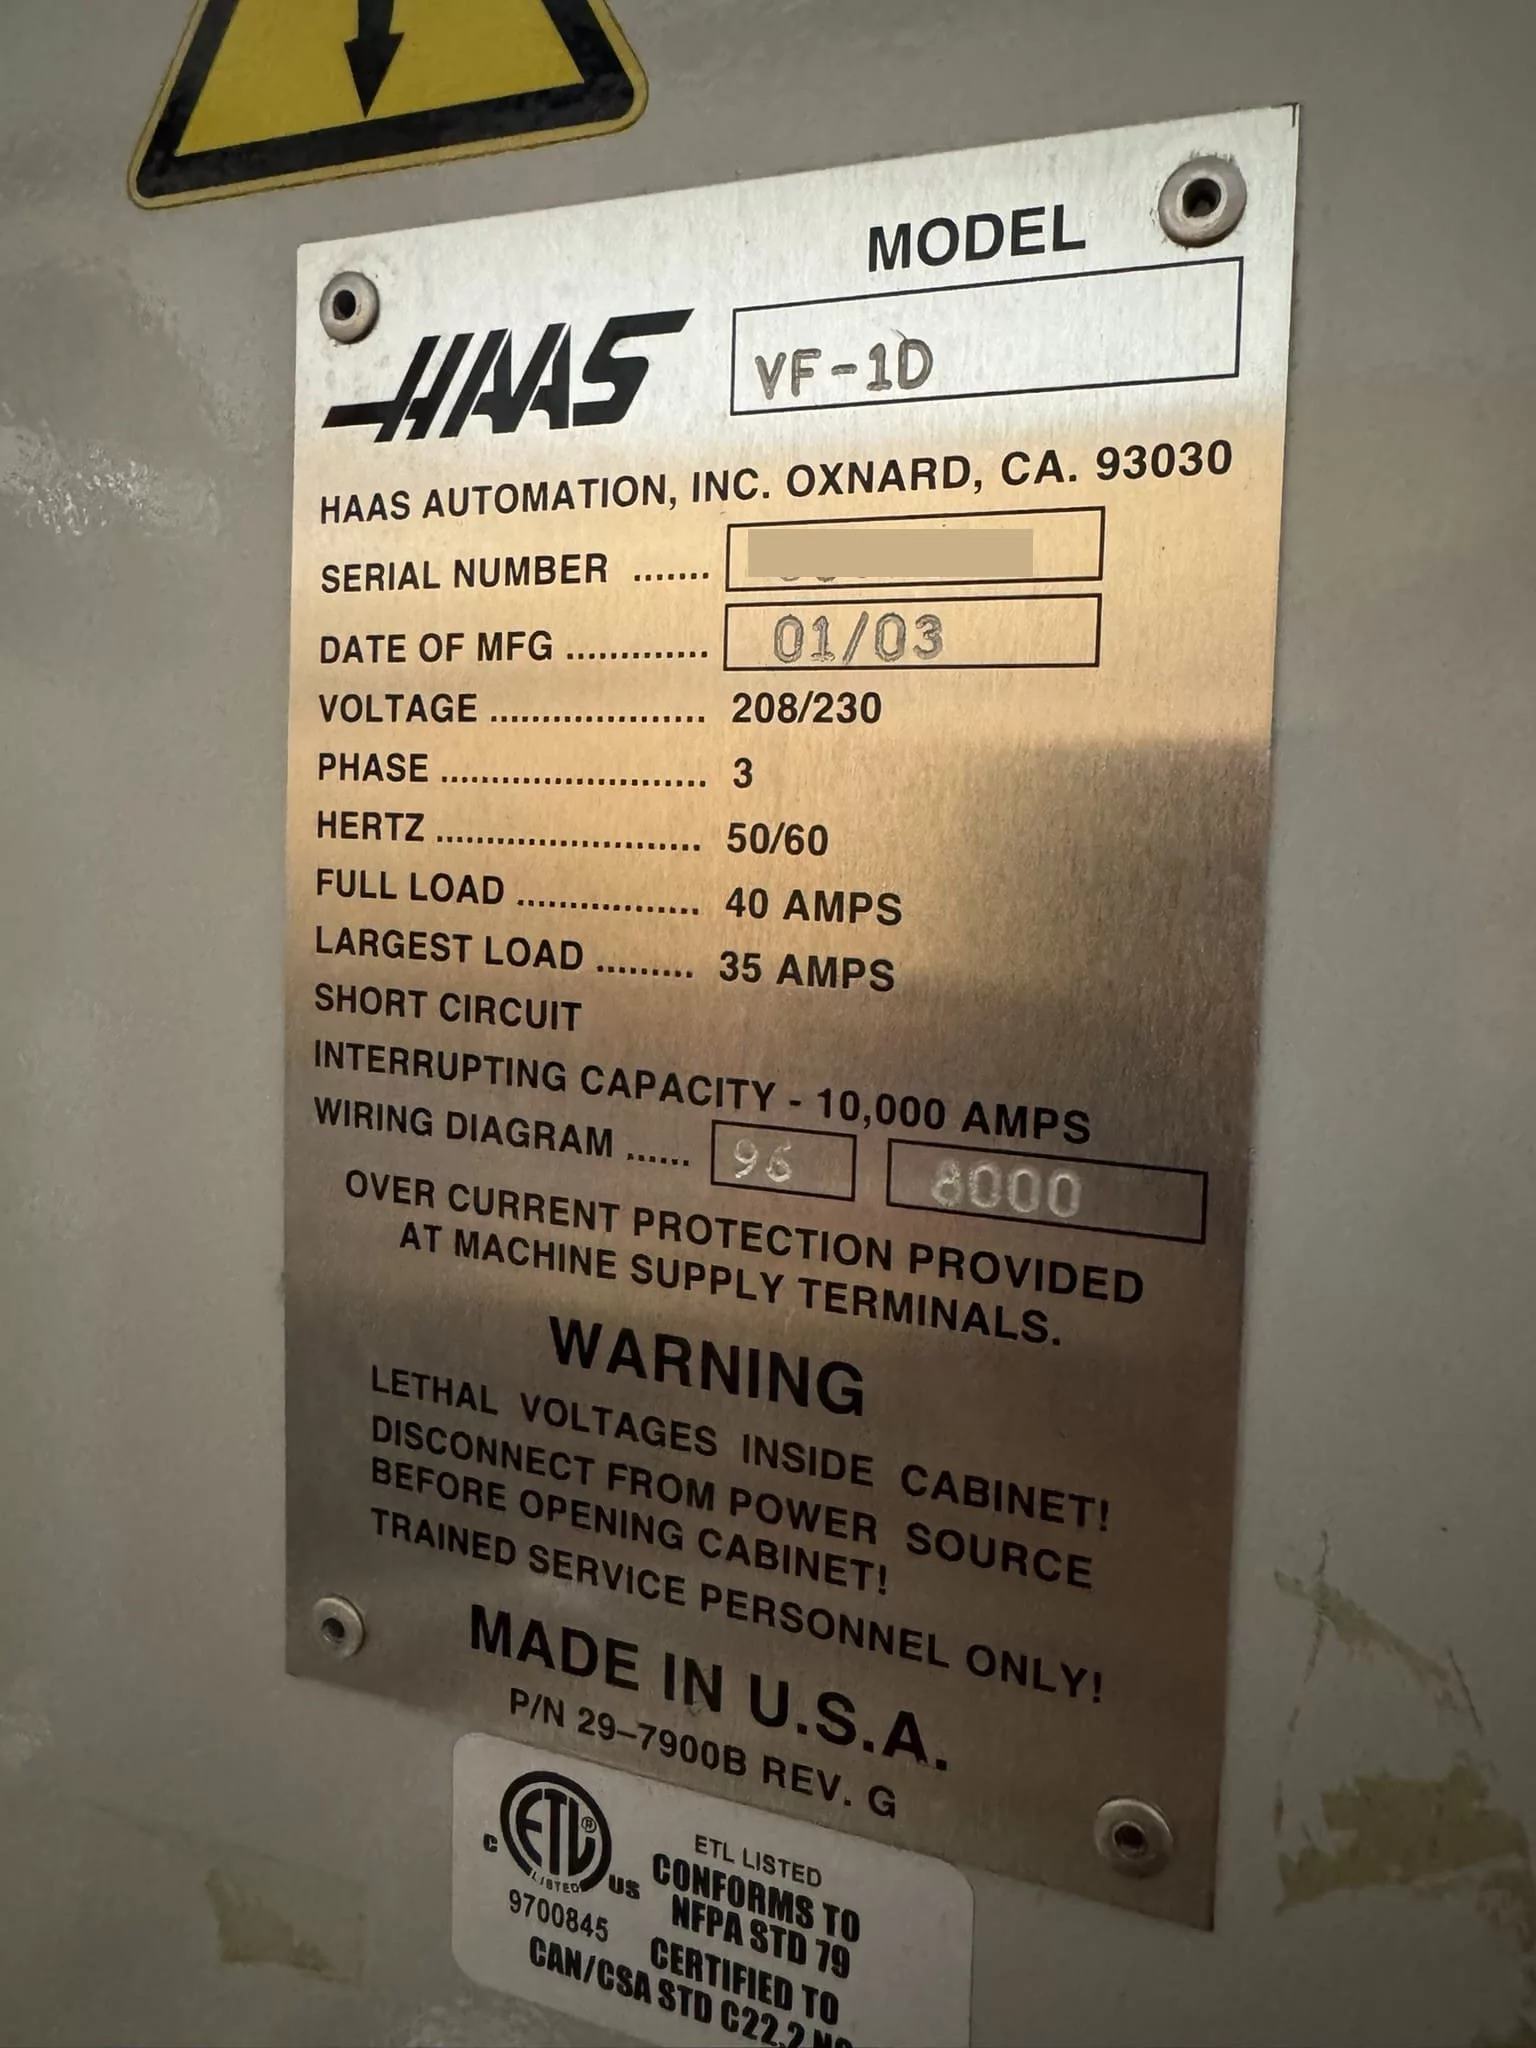 MODEL
HAAS
VF-1D
HAAS AUTOMATION, INC. OXNARD, CA. 93030
SERIAL NUMBER .......
DATE OF MFG ............. 01/03
VOLTAGE ..................... 208/230
PHASE .......................... 3
HERTZ .......................... 50/60
FULL LOAD .................. 40 AMPS
LARGEST LOAD ......... 35 AMPS
SHORT CIRCUIT
INTERRUPTING CAPACITY - 10,000 AMPS
WIRING DIAGRAM ...... 96 8000
OVER CURRENT PROTECTION PROVIDED
AT MACHINE SUPPLY TERMINALS.
WARNING
LETHAL VOLTAGES INSIDE CABINET!
DISCONNECT FROM POWER SOURCE
BEFORE OPENING CABINET!
TRAINED SERVICE PERSONNEL ONLY!
MADE IN U.S.A.
P/N 29-7900B REV. G
ETL LISTED
C ETL® LISTED US
CONFORMS TO
NFPA STD 79
9700845
CERTIFIED TO
CAN/CSA STD C22.2